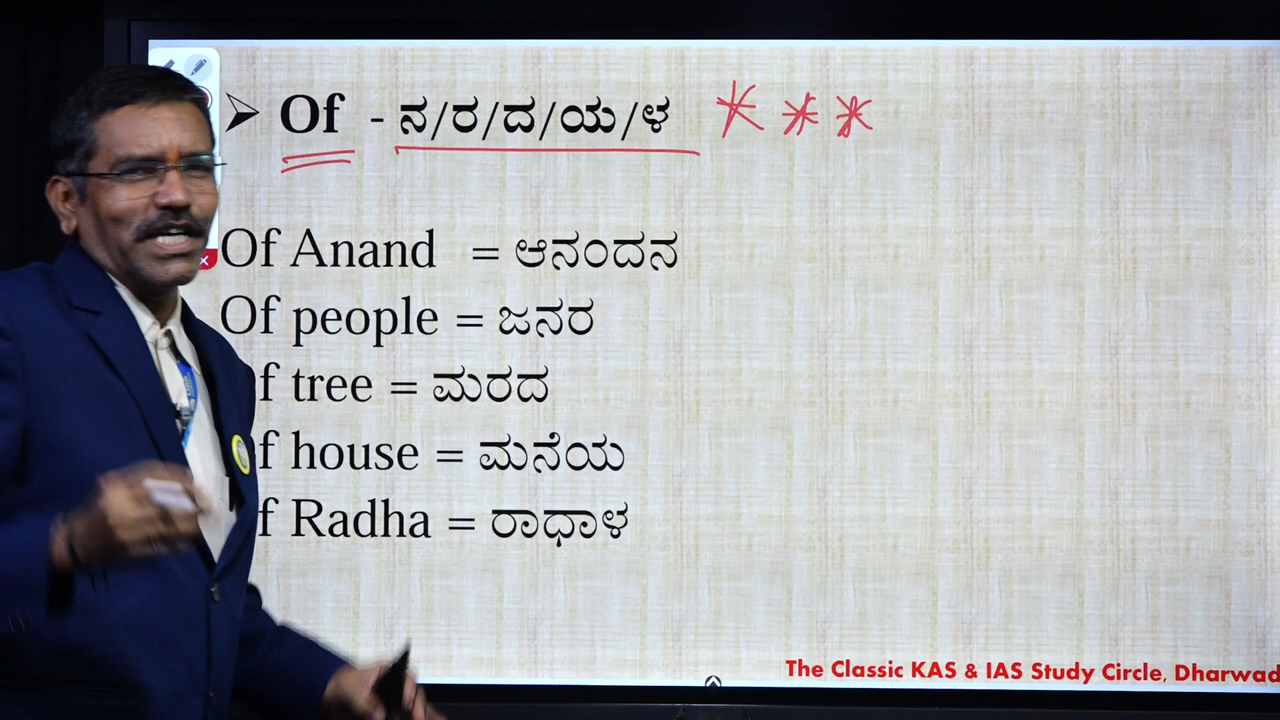 ➢ Of - ನ/ರ/ದ/ಯ/ಳ ***
Of Anand = ಆನಂದನ
Of people = ಜನರ
f tree = ಮರದ
f house = ಮನೆಯ
f Radha = ರಾಧಾಳ
The Classic KAS & IAS Study Circle, Dharwad